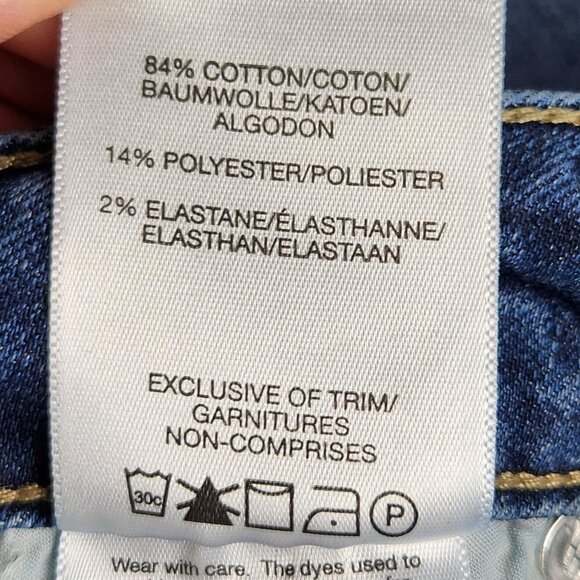 84% COTTON/COTON/
BAUMWOLLE/KATOEN/
ALGODON
14% POLYESTER/POLIESTER
2% ELASTANE/ÉLASTHANNE/
ELASTHAN/ELASTAAN
EXCLUSIVE OF TRIM/
GARNITURES
NON-COMPRISES
30c P
Wear with care. The dyes used to